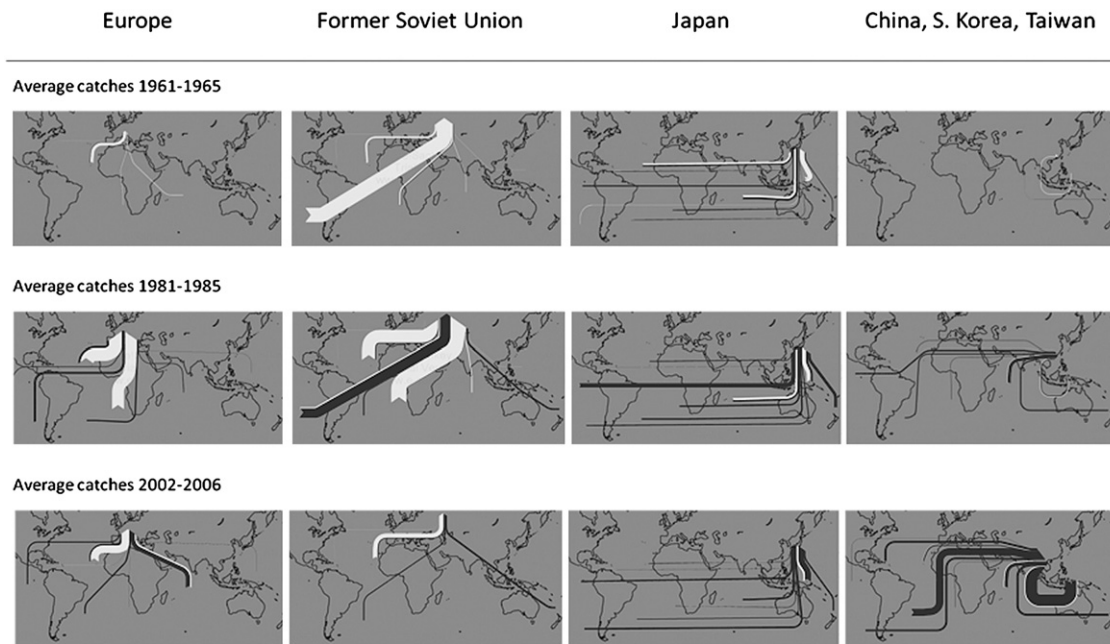 Europe Former Soviet Union Japan China, S. Korea, Taiwan
Average catches 1961-1965
Average catches 1981-1985
Average catches 2002-2006